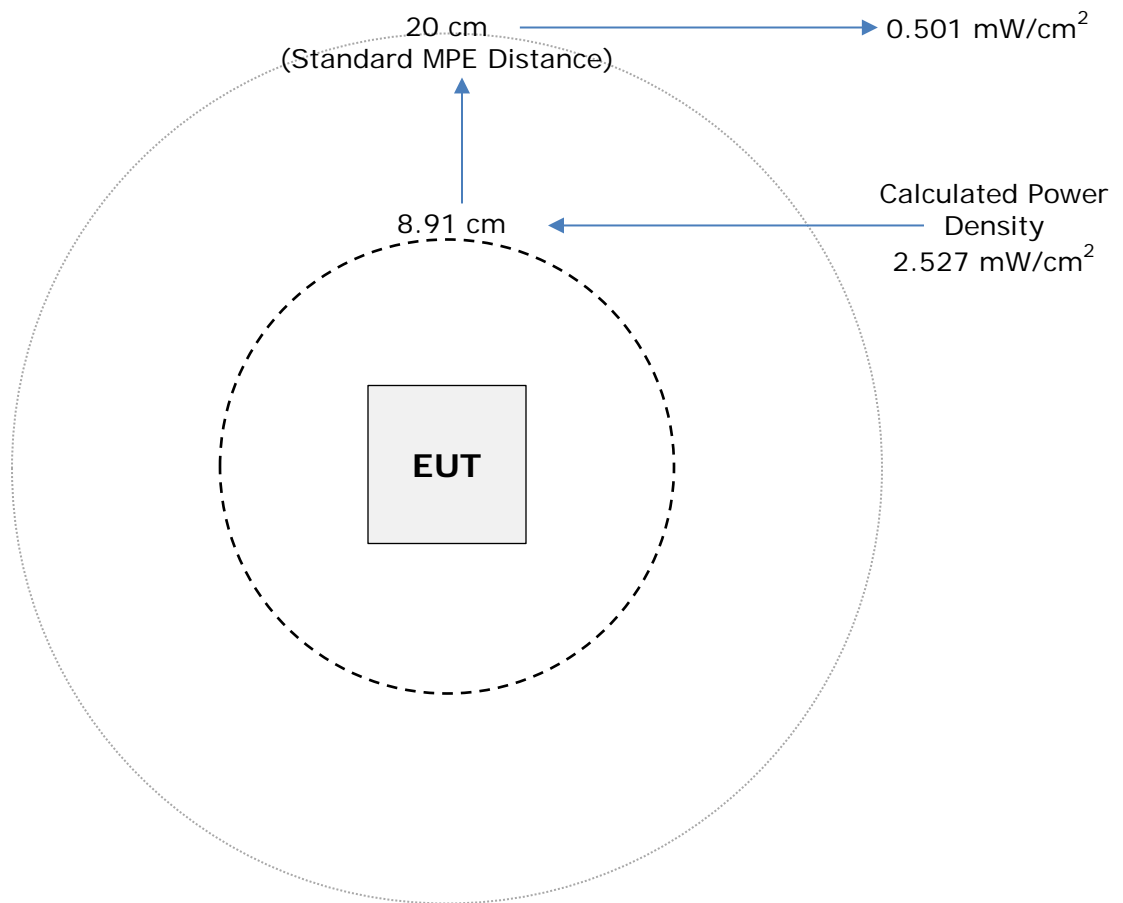 20 cm
(Standard MPE Distance)
0.501 mW/cm²
8.91 cm
Calculated Power
Density
2.527 mW/cm²
EUT